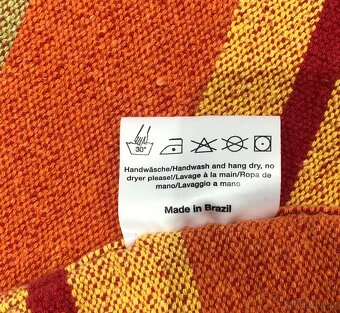 30°
Handwäsche/Handwash and hang dry, no
dryer please!/Lavage à la main/Ropa de
mano/Lavaggio a mano
Made in Brazil